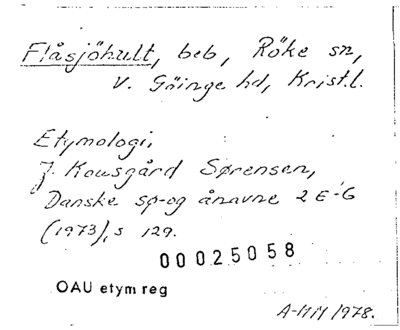 Flåsjöhult, beb, Röke sn,
V. Göinge hd, Krist.l.
Etymologi,
J. Kousgård Sørensen,
Danske sø- og ånavne 2 E-G
(1973), s 129.
00025058
OAU etym reg
A-MM 1978.